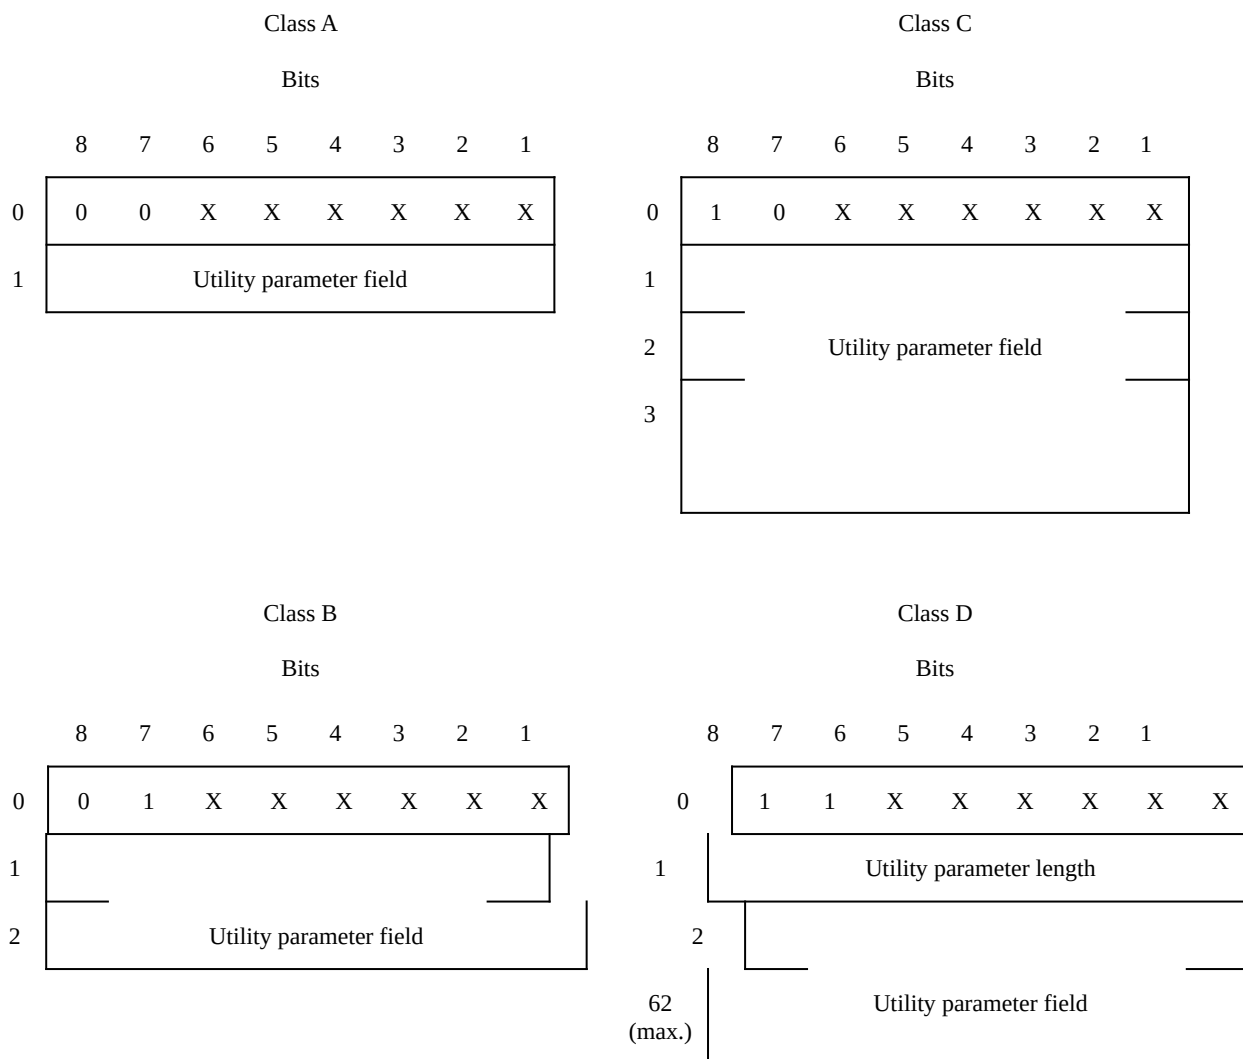 Class A
Bits
8 7 6 5 4 3 2 1
0 0 0 X X X X X X
1 Utility parameter field
Class C
Bits
8 7 6 5 4 3 2 1
0 1 0 X X X X X X
1
2 Utility parameter field
3
Class B
Bits
8 7 6 5 4 3 2 1
0 0 1 X X X X X X
1
2 Utility parameter field
Class D
Bits
8 7 6 5 4 3 2 1
0 1 1 X X X X X X
1 Utility parameter length
2
62 Utility parameter field
(max.)